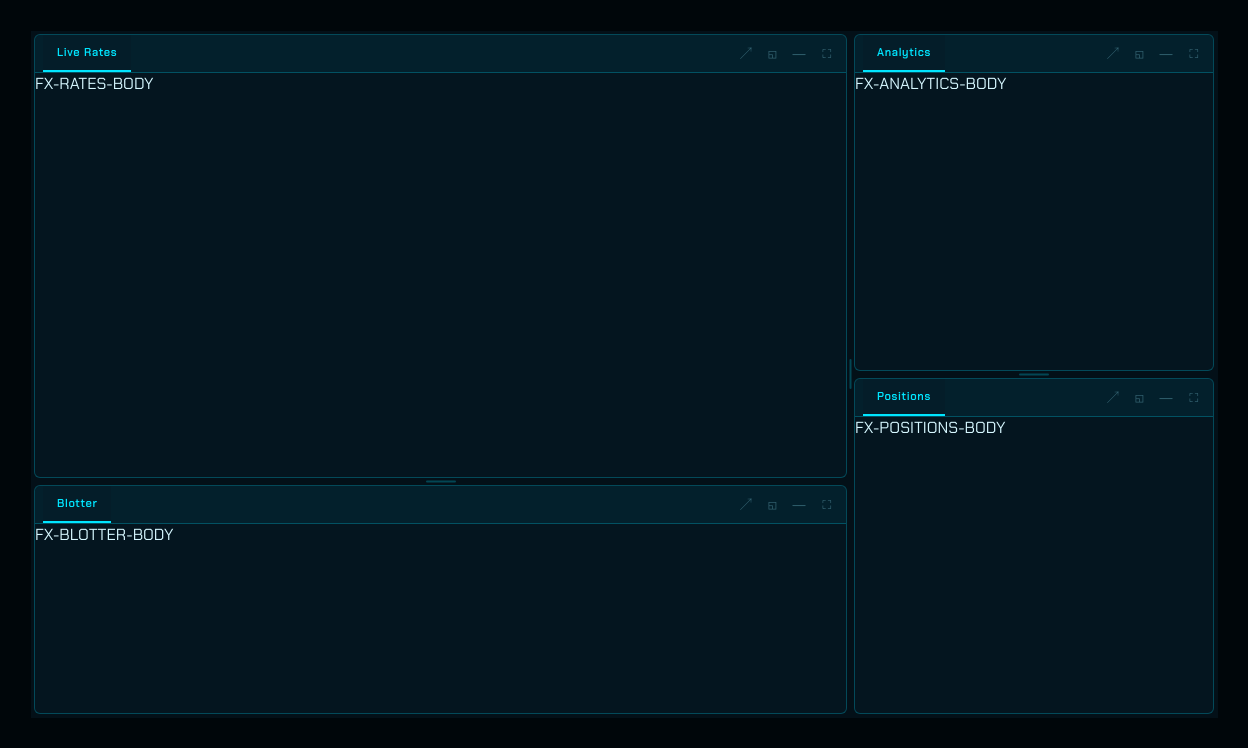 Live Rates
FX-RATES-BODY
Analytics
FX-ANALYTICS-BODY
Positions
FX-POSITIONS-BODY
Blotter
FX-BLOTTER-BODY